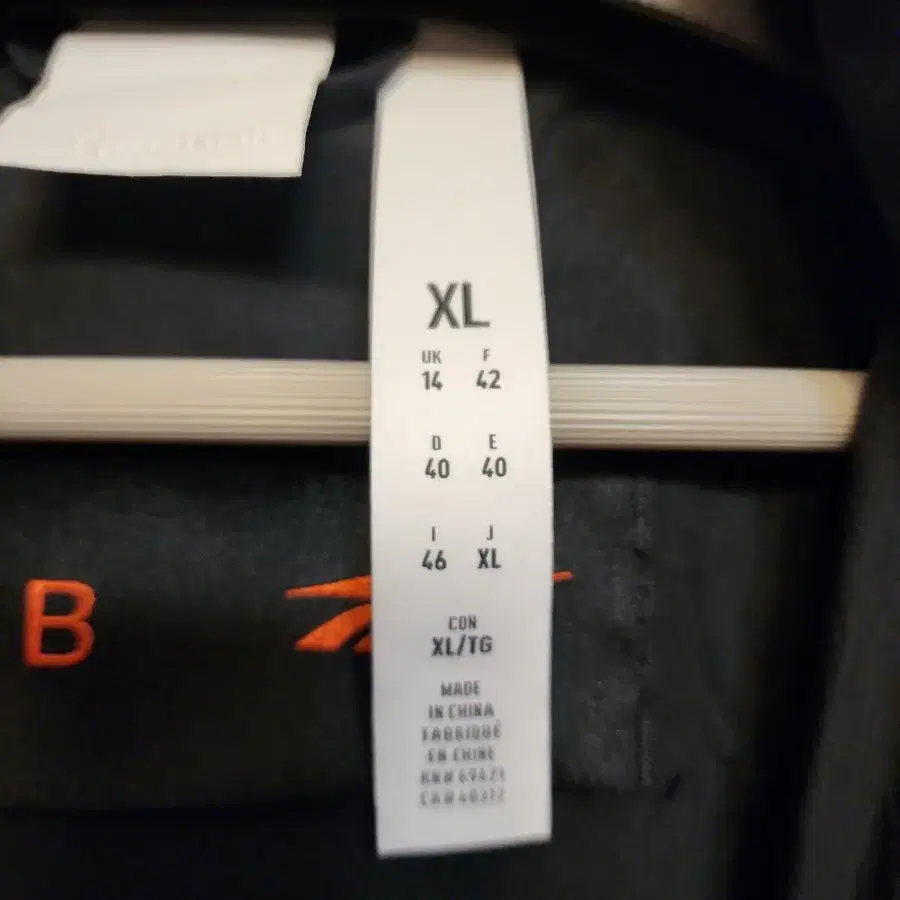 XL
UK F
14 42
D E
40 40
I J
46 XL
CON
XL/TG
MADE
IN CHINA
FABRIQUÉ
EN CHINE
B